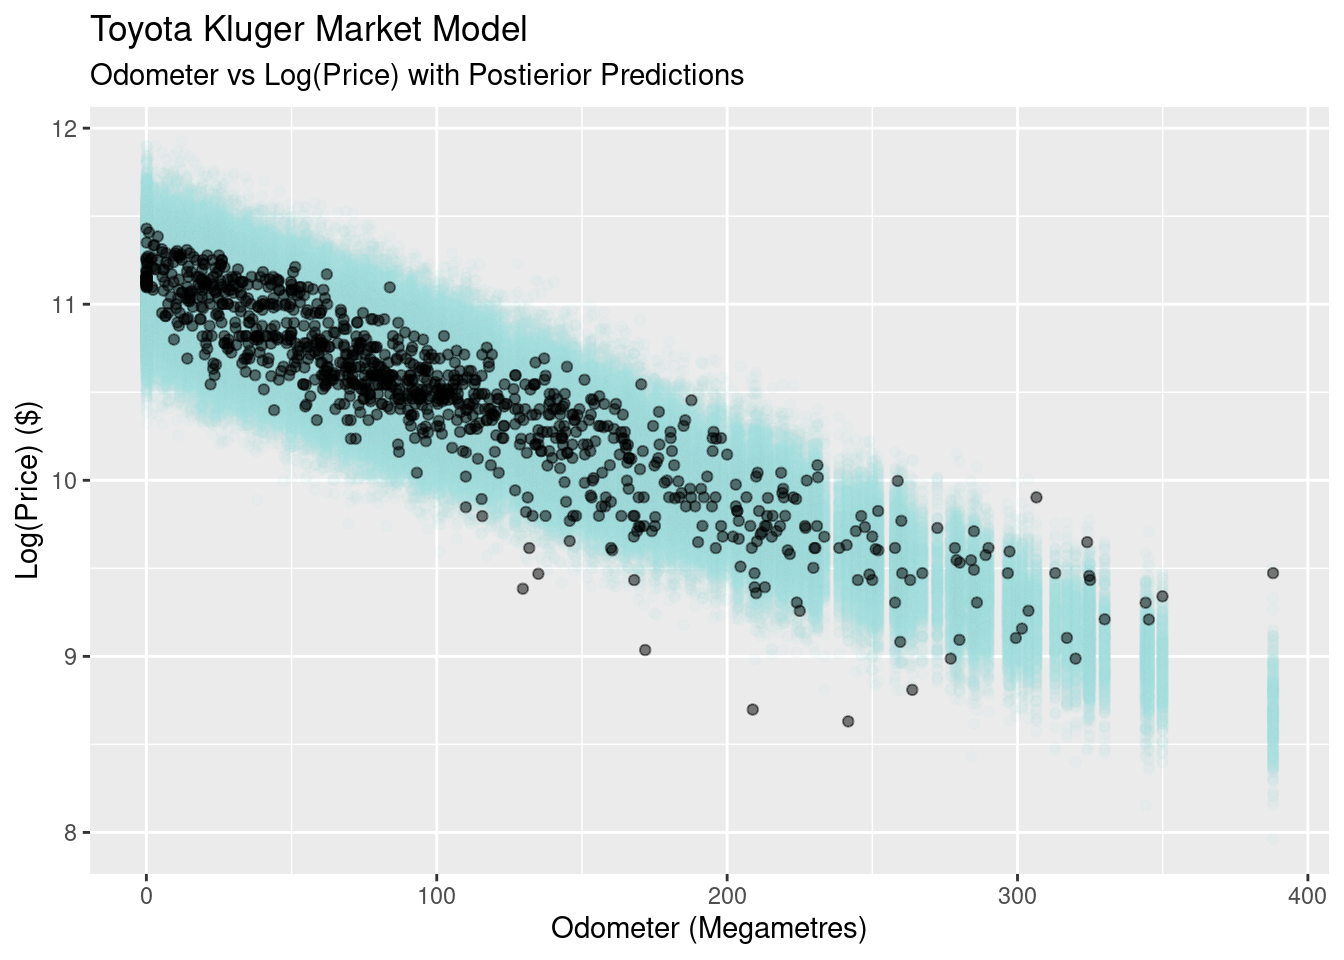 Toyota Kluger Market Model
Odometer vs Log(Price) with Postierior Predictions
12
11
10
9
8
Log(Price) ($)
0 100 200 300 400
Odometer (Megametres)